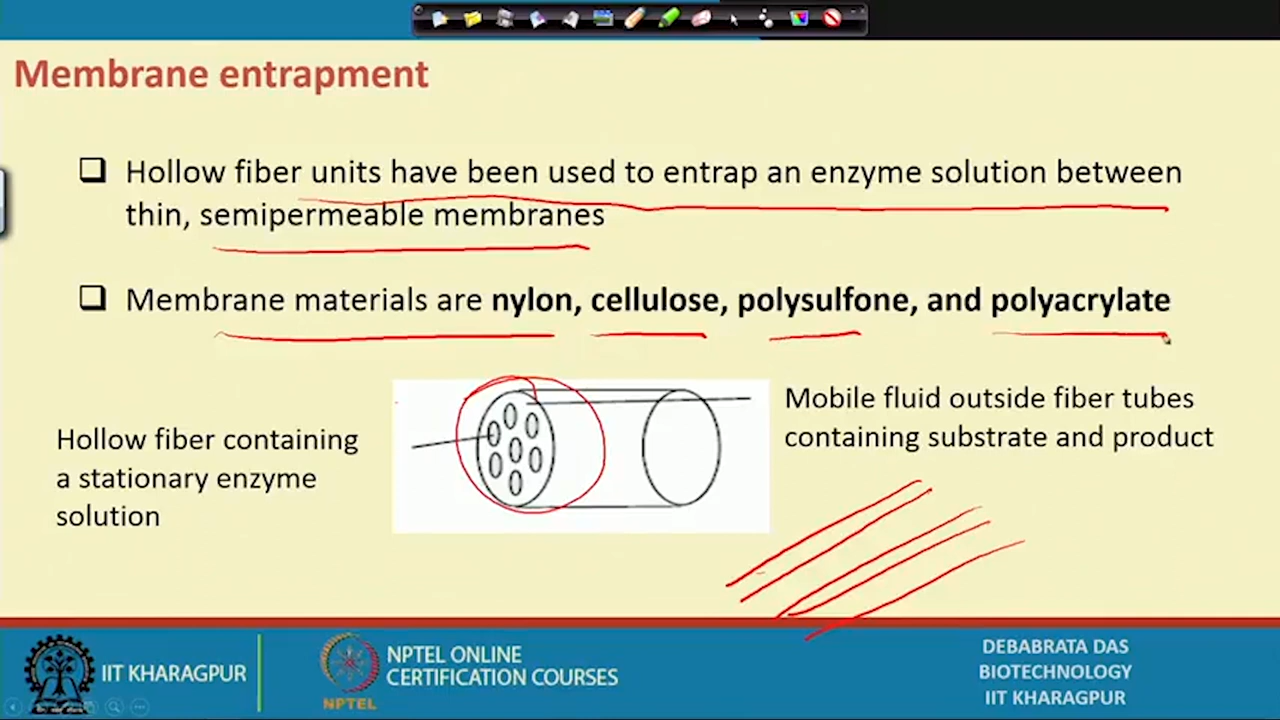 Membrane entrapment
❑ Hollow fiber units have been used to entrap an enzyme solution between
thin, semipermeable membranes
❑ Membrane materials are nylon, cellulose, polysulfone, and polyacrylate
Hollow fiber containing
a stationary enzyme
solution
Mobile fluid outside fiber tubes
containing substrate and product
IIT KHARAGPUR
NPTEL
NPTEL ONLINE
CERTIFICATION COURSES
DEBABRATA DAS
BIOTECHNOLOGY
IIT KHARAGPUR